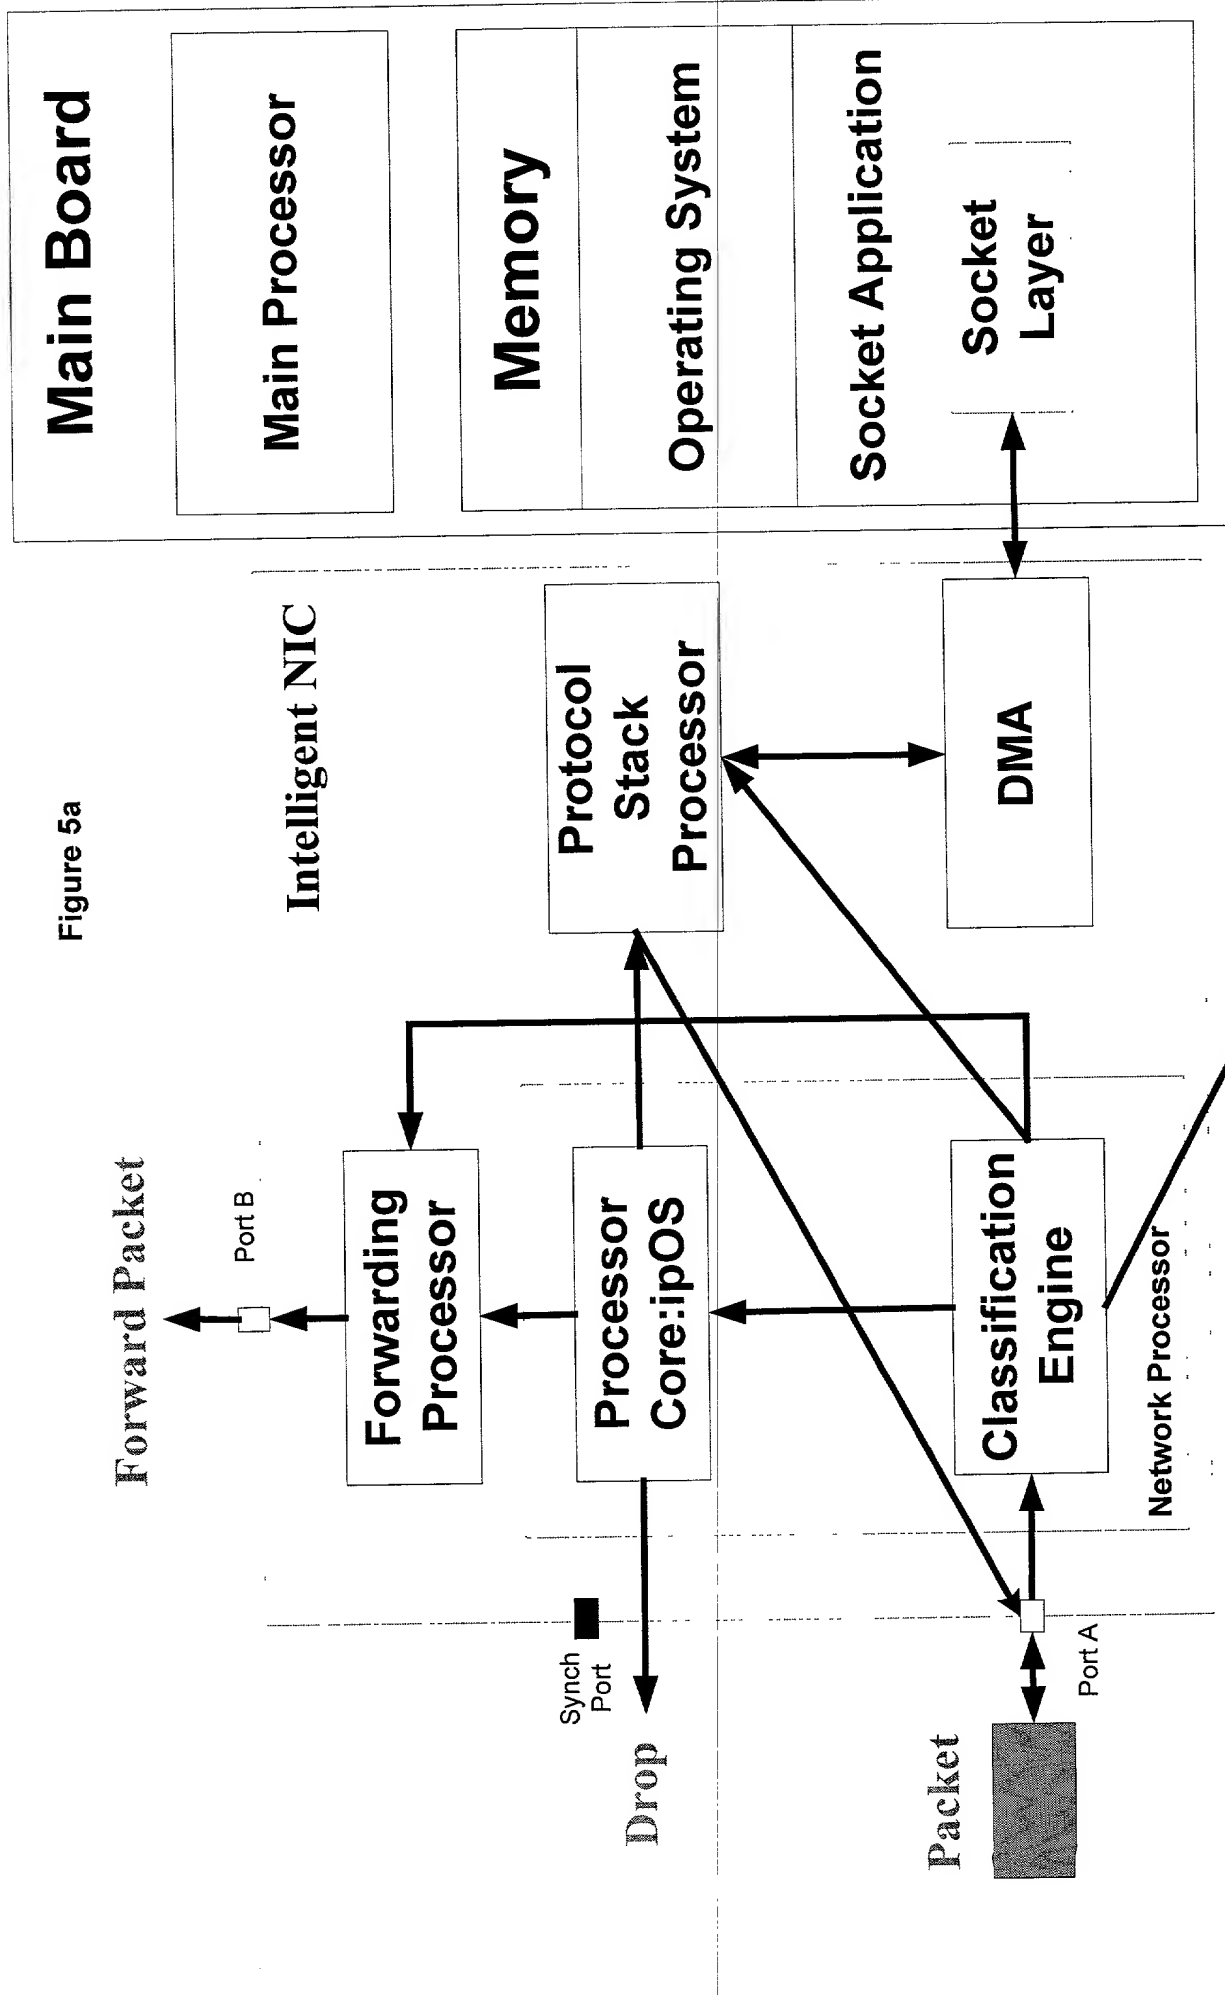 Figure 5a
Forward Packet
Port B
Intelligent NIC
Main Board
Forwarding
Processor
Main Processor
Synch
Port
Drop
Processor
Core:ipOS
Protocol
Stack
Processor
Memory
Operating System
Packet
Port A
Classification
Engine
Network Processor
DMA
Socket Application
Socket
Layer